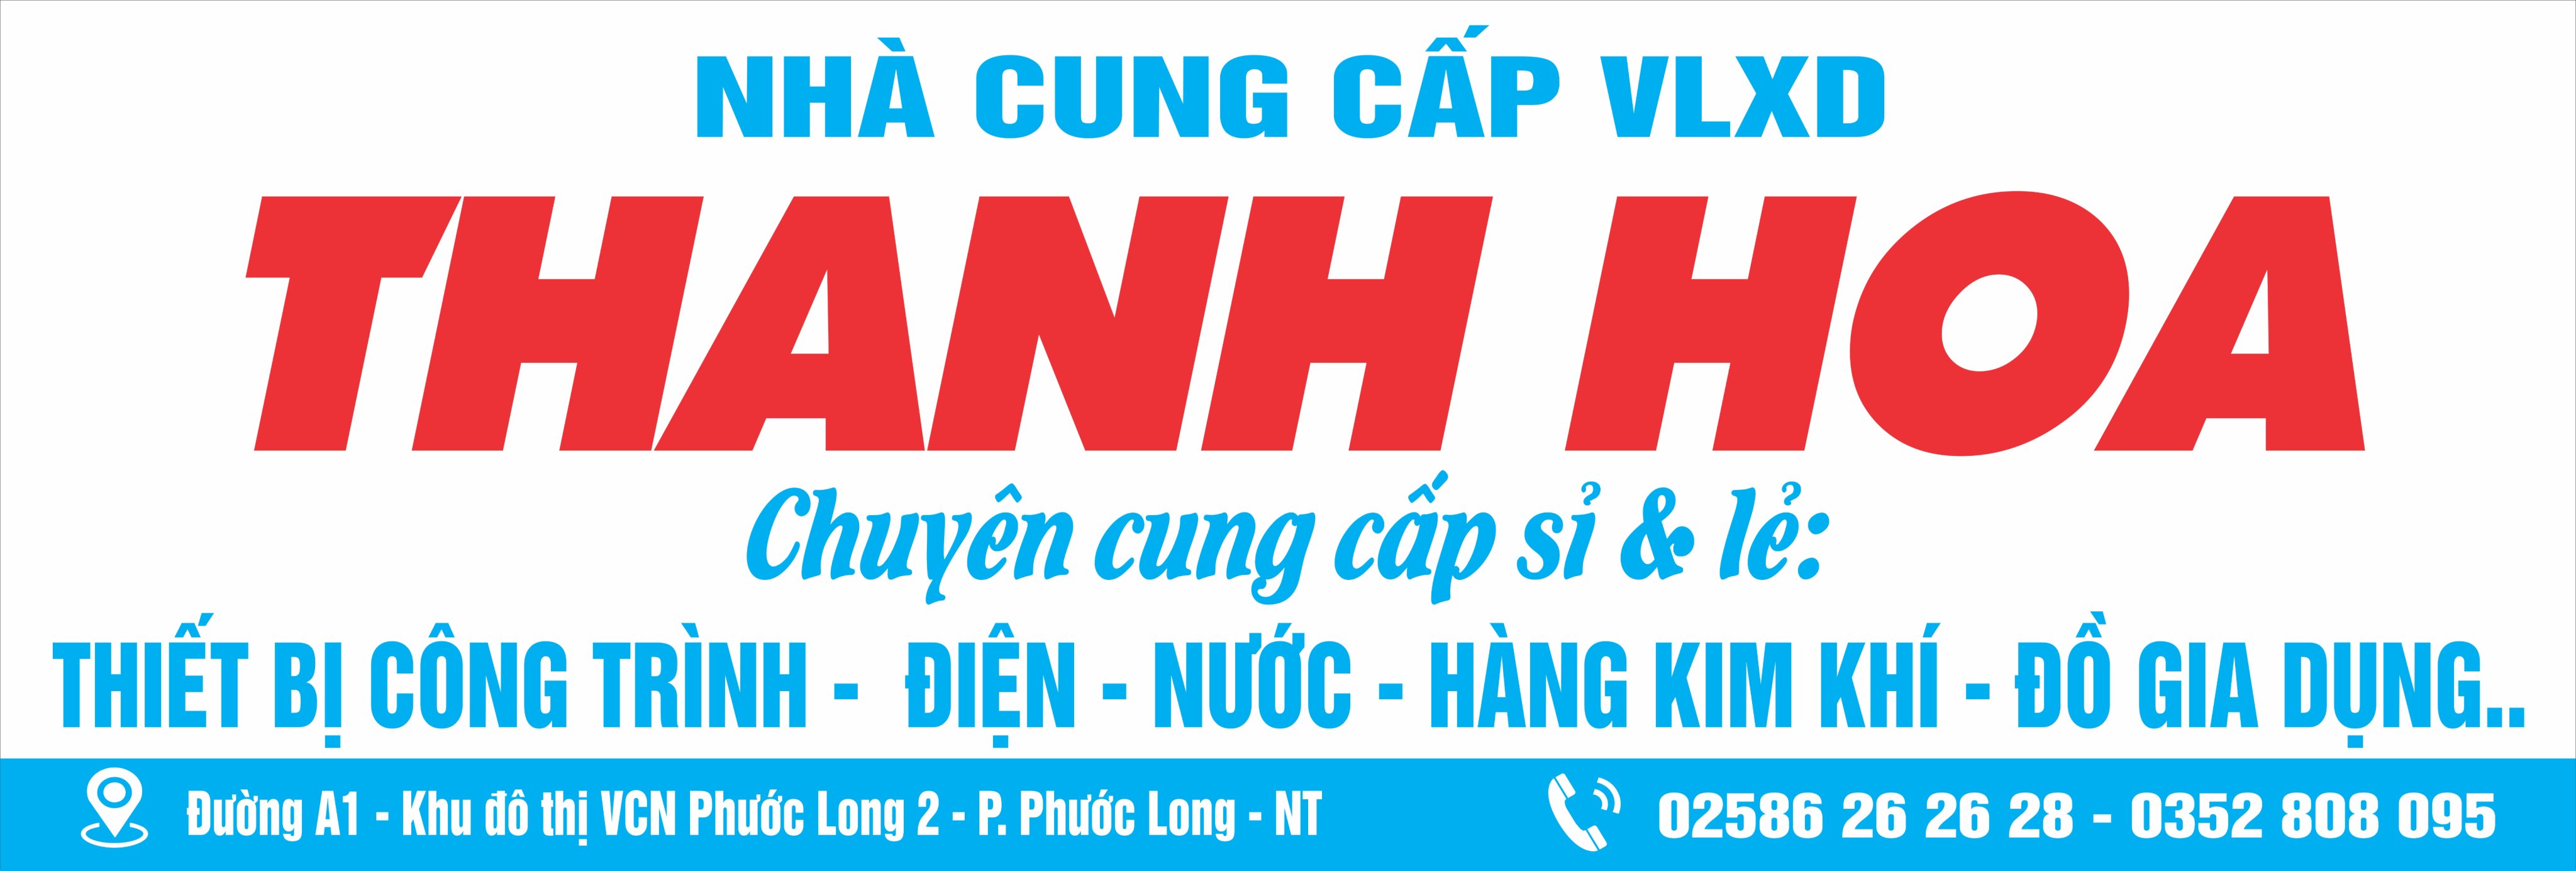 NHÀ CUNG CẤP VLXD
THANH HOA
Chuyên cung cấp sỉ & lẻ:
THIẾT BỊ CÔNG TRÌNH - ĐIỆN - NƯỚC - HÀNG KIM KHÍ - ĐỒ GIA DỤNG..
Đường A1 - Khu đô thị VCN Phước Long 2 - P. Phước Long - NT
02586 26 26 28 - 0352 808 095